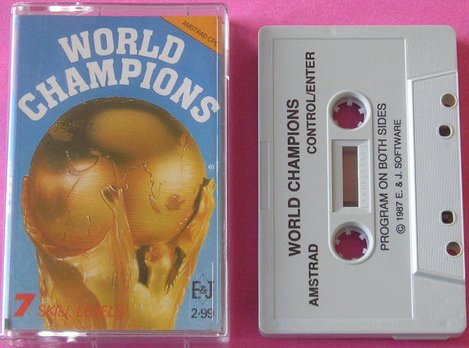 AMSTRAD CPC
WORLD
CHAMPIONS
E&J
7 SKILL LEVELS
2-99
WORLD CHAMPIONS
AMSTRAD CONTROL/ENTER
PROGRAM ON BOTH SIDES
© 1987 E. & J. SOFTWARE